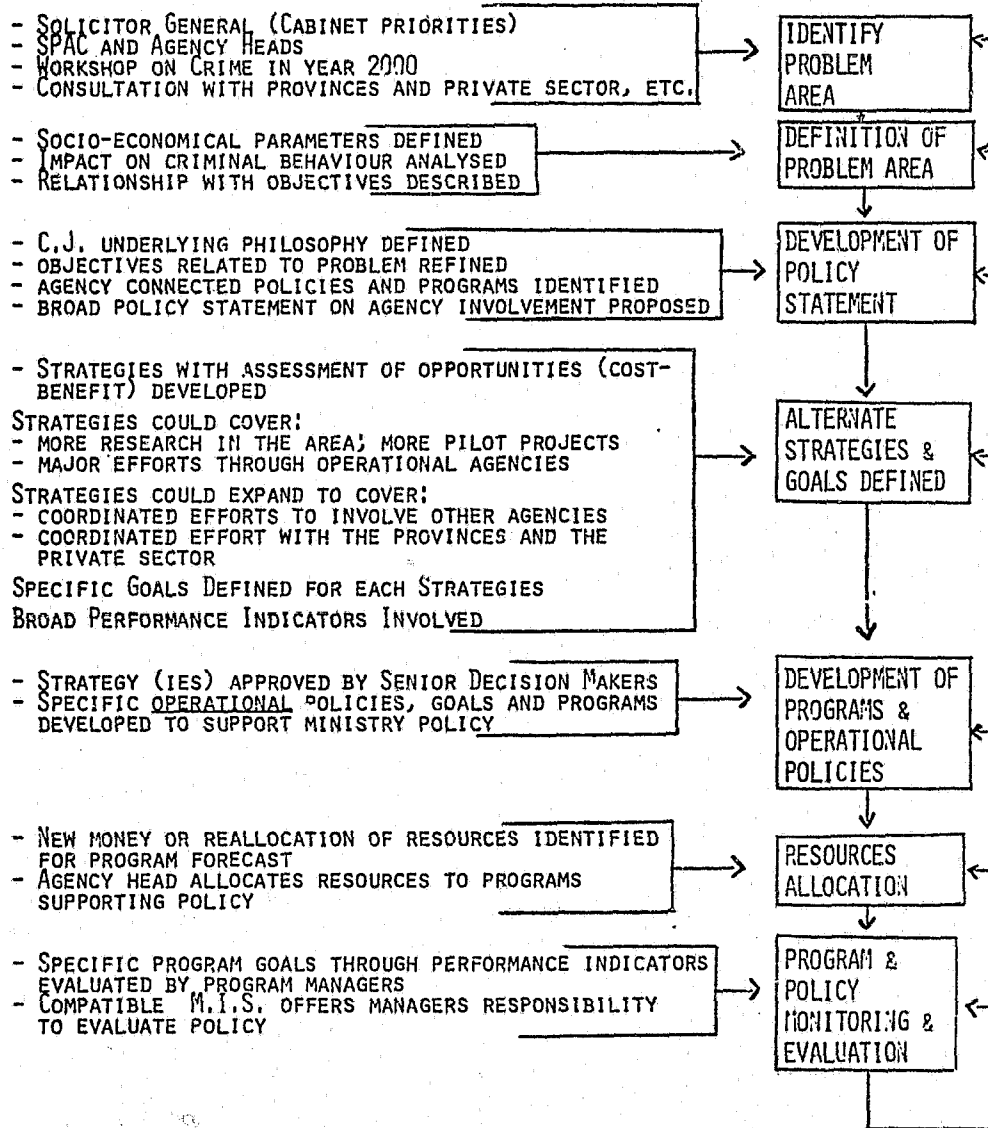 - SOLICITOR GENERAL (CABINET PRIORITIES)
- SPAC AND AGENCY HEADS
- WORKSHOP ON CRIME IN YEAR 2000
- CONSULTATION WITH PROVINCES AND PRIVATE SECTOR, ETC.
IDENTIFY
PROBLEM
AREA
- SOCIO-ECONOMICAL PARAMETERS DEFINED
- IMPACT ON CRIMINAL BEHAVIOUR ANALYSED
- RELATIONSHIP WITH OBJECTIVES DESCRIBED
DEFINITION OF
PROBLEM AREA
- C.J. UNDERLYING PHILOSOPHY DEFINED
- OBJECTIVES RELATED TO PROBLEM REFINED
- AGENCY CONNECTED POLICIES AND PROGRAMS IDENTIFIED
- BROAD POLICY STATEMENT ON AGENCY INVOLVEMENT PROPOSED
DEVELOPMENT OF
POLICY
STATEMENT
- STRATEGIES WITH ASSESSMENT OF OPPORTUNITIES (COST-
BENEFIT) DEVELOPED
STRATEGIES COULD COVER:
- MORE RESEARCH IN THE AREA; MORE PILOT PROJECTS
- MAJOR EFFORTS THROUGH OPERATIONAL AGENCIES
STRATEGIES COULD EXPAND TO COVER:
- COORDINATED EFFORTS TO INVOLVE OTHER AGENCIES
- COORDINATED EFFORT WITH THE PROVINCES AND THE
PRIVATE SECTOR
SPECIFIC GOALS DEFINED FOR EACH STRATEGIES
BROAD PERFORMANCE INDICATORS INVOLVED
ALTERNATE
STRATEGIES &
GOALS DEFINED
- STRATEGY (IES) APPROVED BY SENIOR DECISION MAKERS
- SPECIFIC OPERATIONAL POLICIES, GOALS AND PROGRAMS
DEVELOPED TO SUPPORT MINISTRY POLICY
DEVELOPMENT OF
PROGRAMS &
OPERATIONAL
POLICIES
- NEW MONEY OR REALLOCATION OF RESOURCES IDENTIFIED
FOR PROGRAM FORECAST
- AGENCY HEAD ALLOCATES RESOURCES TO PROGRAMS
SUPPORTING POLICY
RESOURCES
ALLOCATION
- SPECIFIC PROGRAM GOALS THROUGH PERFORMANCE INDICATORS
EVALUATED BY PROGRAM MANAGERS
- COMPATIBLE M.I.S. OFFERS MANAGERS RESPONSIBILITY
TO EVALUATE POLICY
PROGRAM &
POLICY
MONITORING &
EVALUATION